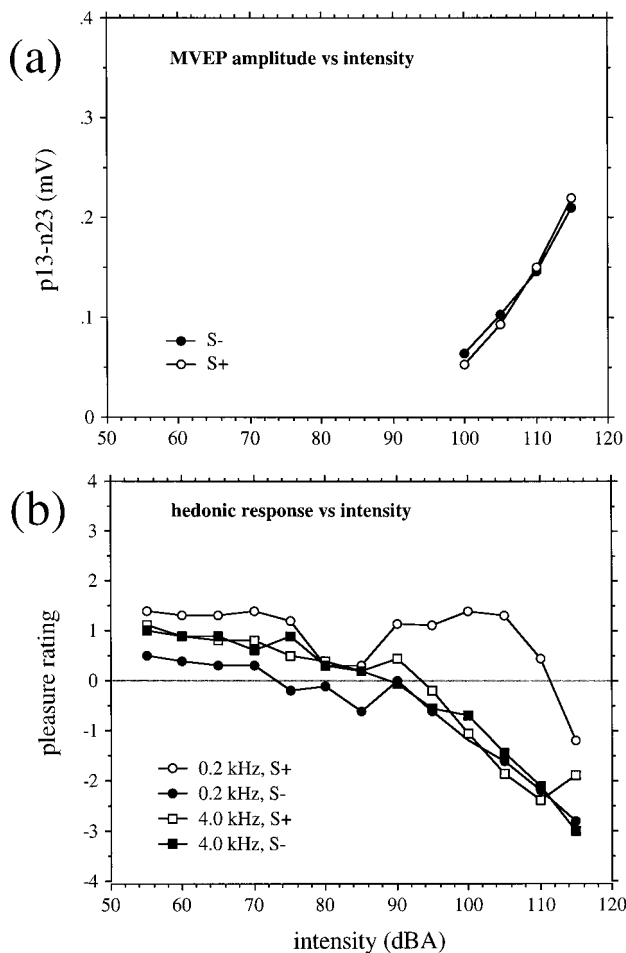 (a)
MVEP amplitude vs intensity
p13-n23 (mV)
.4
.3
.2
.1
0
S-
S+
50 60 70 80 90 100 110 120
(b)
hedonic response vs intensity
pleasure rating
4
3
2
1
0
-1
-2
-3
-4
0.2 kHz, S+
0.2 kHz, S-
4.0 kHz, S+
4.0 kHz, S-
50 60 70 80 90 100 110 120
intensity (dBA)